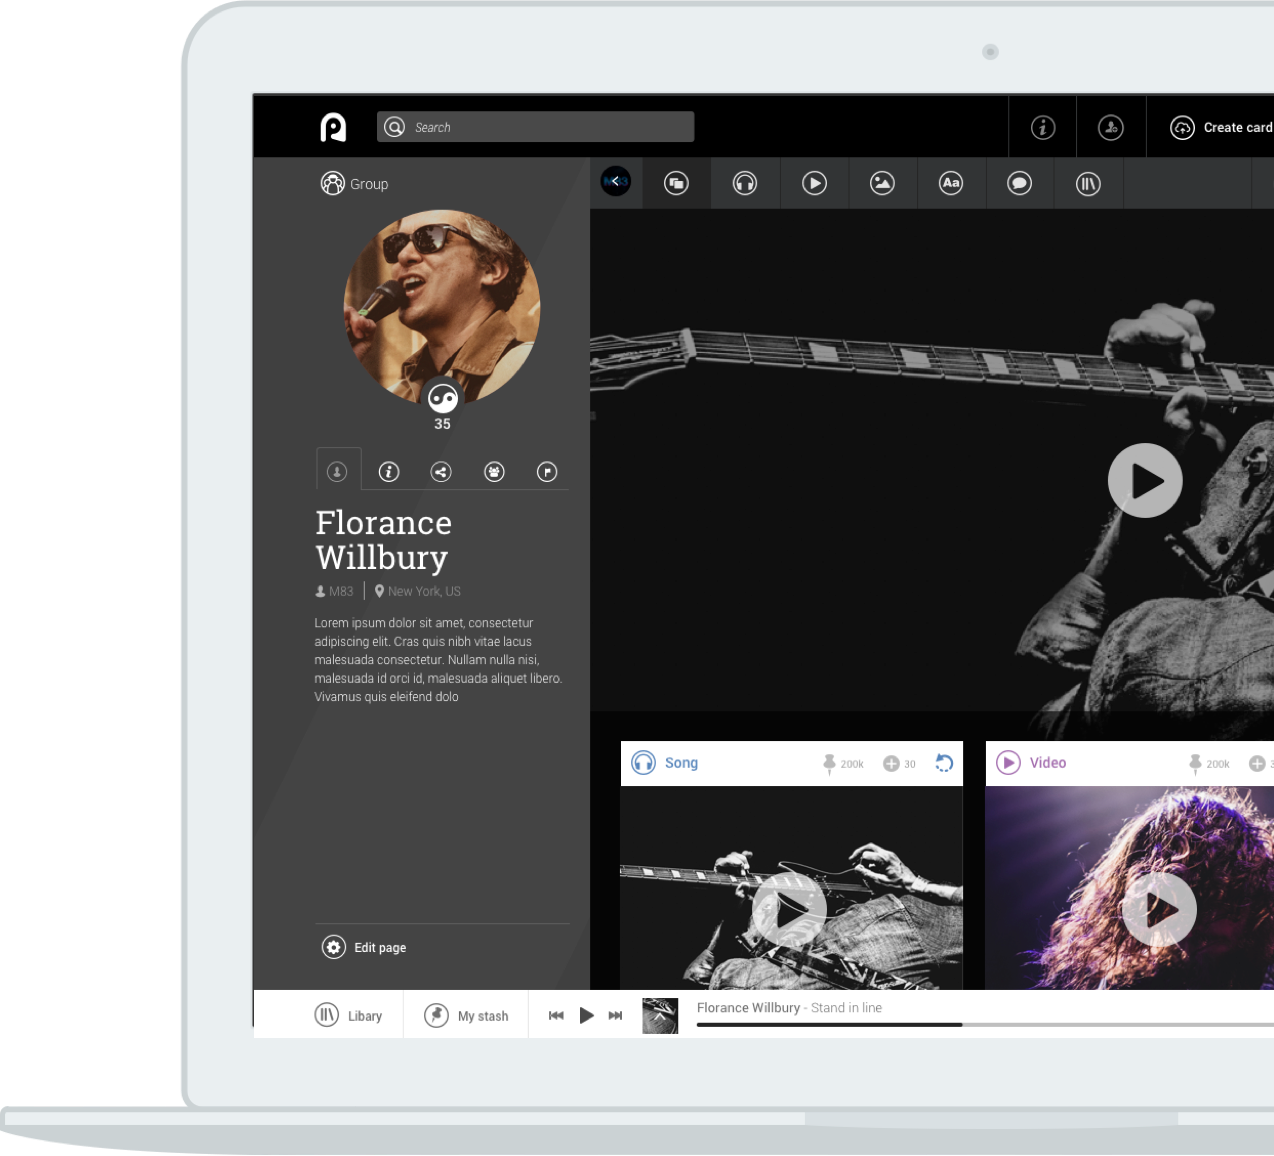 Search
Create card
Group
M83
Aa
35
Florance
Willbury
M83
New York, US
Lorem ipsum dolor sit amet, consectetur
adipiscing elit. Cras quis nibh vitae lacus
malesuada consectetur. Nullam nulla nisi,
malesuada id orci id, malesuada aliquet libero.
Vivamus quis eleifend dolo
Song
200k
30
Video
200k
Edit page
Libary
My stash
Florance Willbury - Stand in line